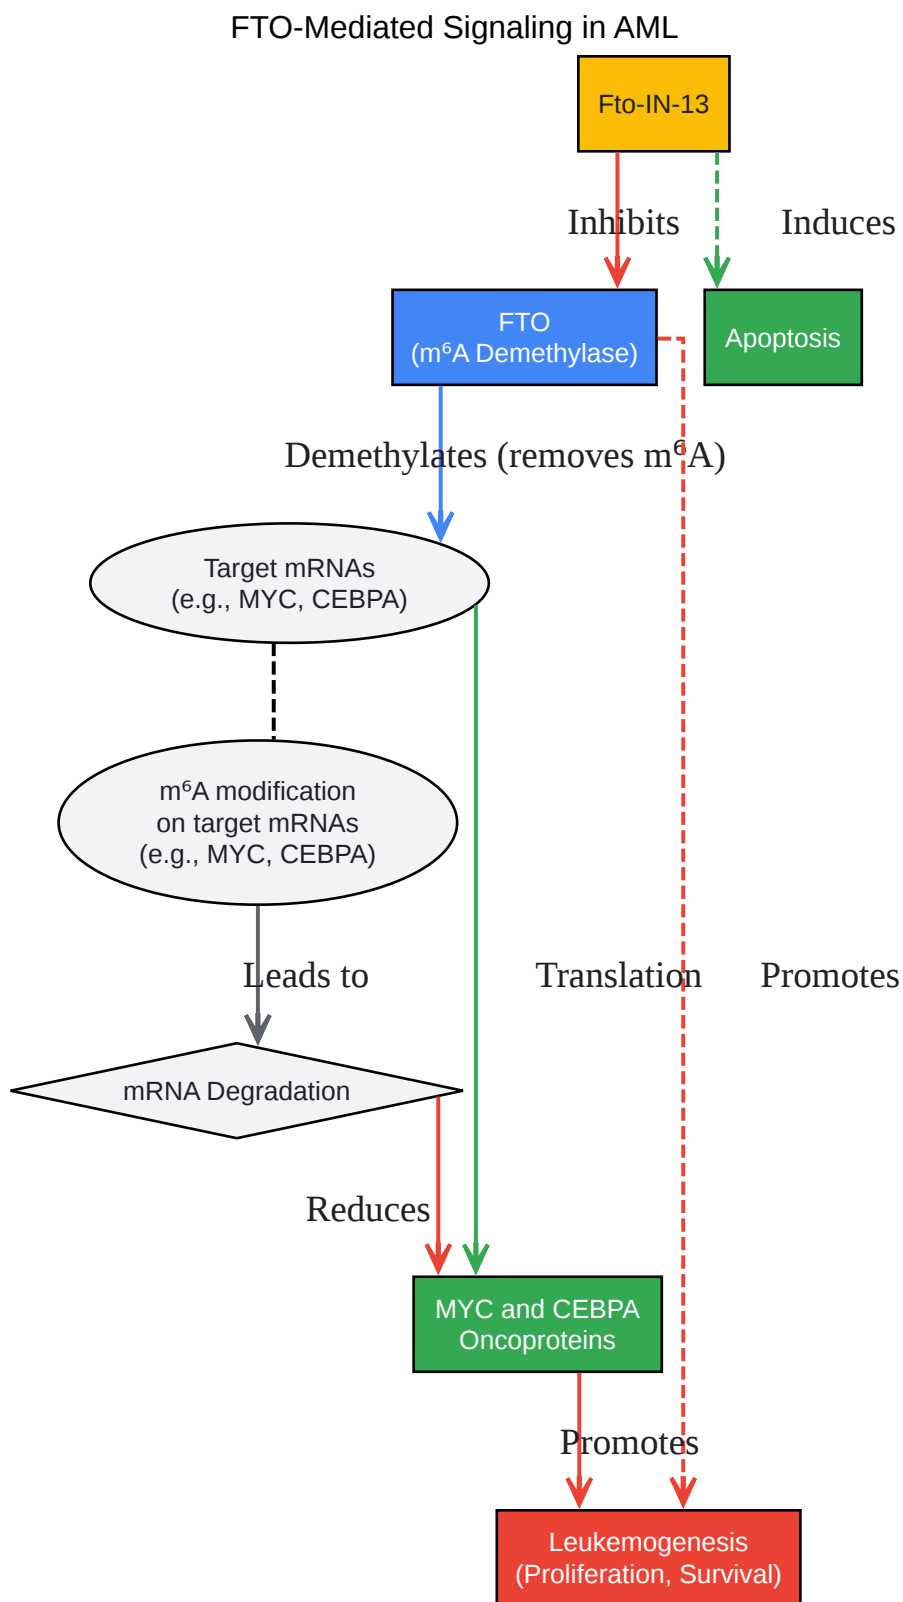 FTO-Mediated Signaling in AML
Fto-IN-13
Inhibits
Induces
FTO
(m⁶A Demethylase)
Apoptosis
Demethylates (removes m⁶A)
Target mRNAs
(e.g., MYC, CEBPA)
m⁶A modification
on target mRNAs
(e.g., MYC, CEBPA)
Leads to
Translation
Promotes
mRNA Degradation
Reduces
MYC and CEBPA
Oncoproteins
Promotes
Leukemogenesis
(Proliferation, Survival)